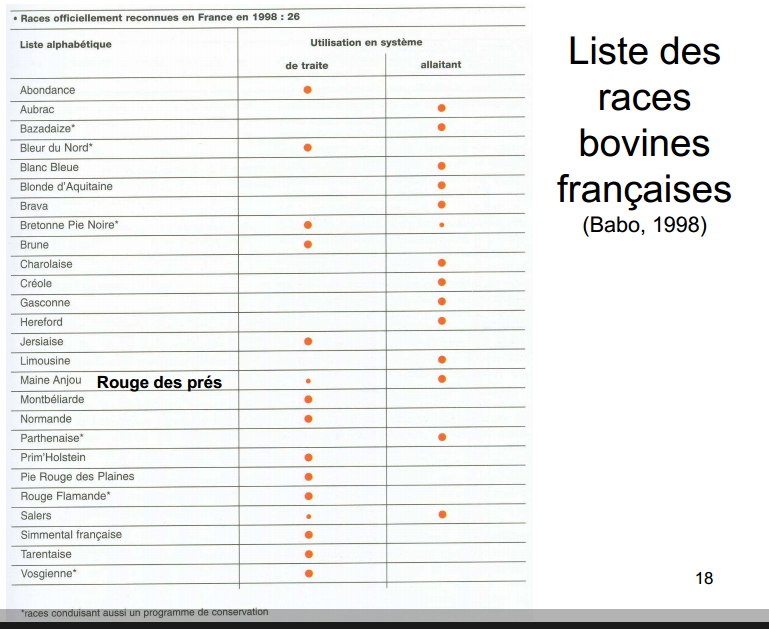 • Races officiellement reconnues en France en 1998 : 26
Liste alphabétique
Utilisation en système
de traite
allaitant
Abondance
Aubrac
Bazadaize*
Bleur du Nord*
Blanc Bleue
Blonde d'Aquitaine
Brava
Bretonne Pie Noire*
Brune
Charolaise
Créole
Gasconne
Hereford
Jersiaise
Limousine
Maine Anjou Rouge des prés
Montbéliarde
Normande
Parthenaise*
Prim'Holstein
Pie Rouge des Plaines
Rouge Flamande*
Salers
Simmental française
Tarentaise
Vosgienne*
*races conduisant aussi un programme de conservation
Liste des
races
bovines
françaises
(Babo, 1998)
18